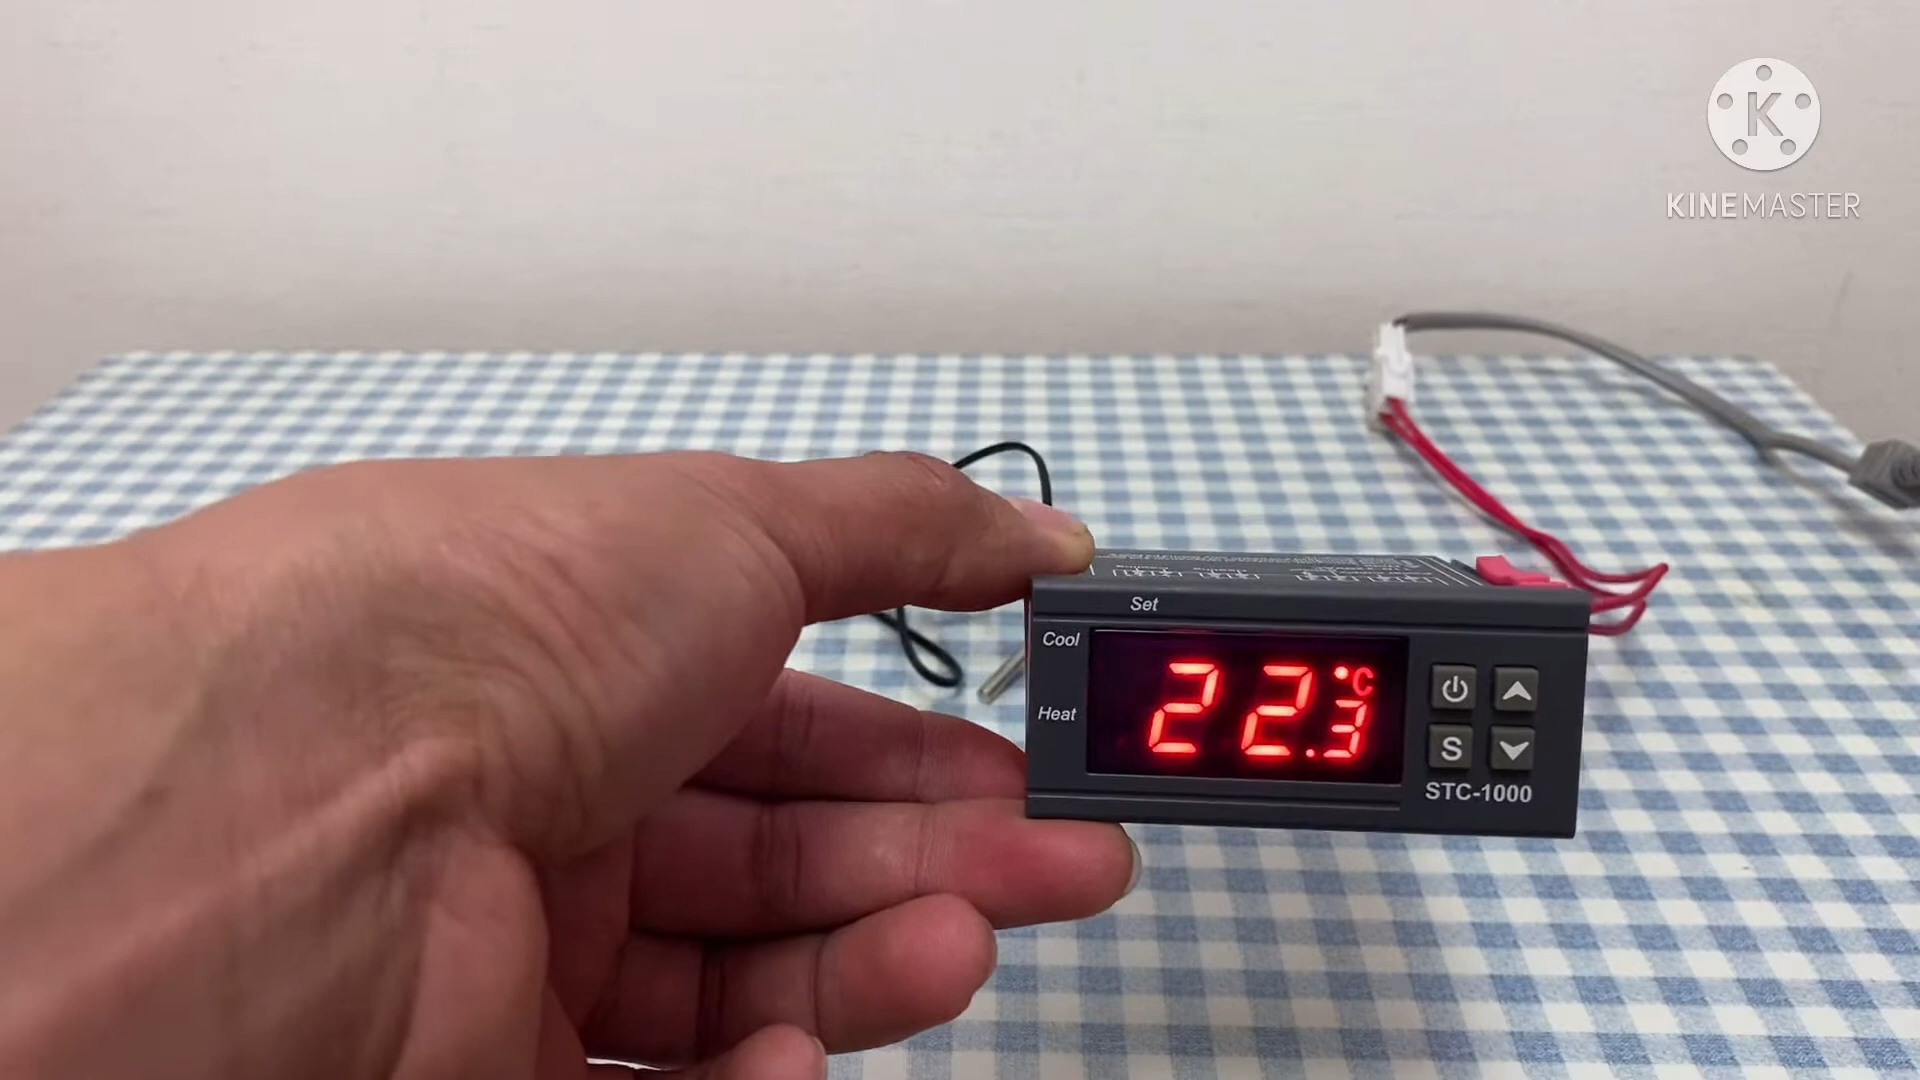 K
KINEMASTER
Set
Cool
22.3 °C
Heat
S
STC-1000